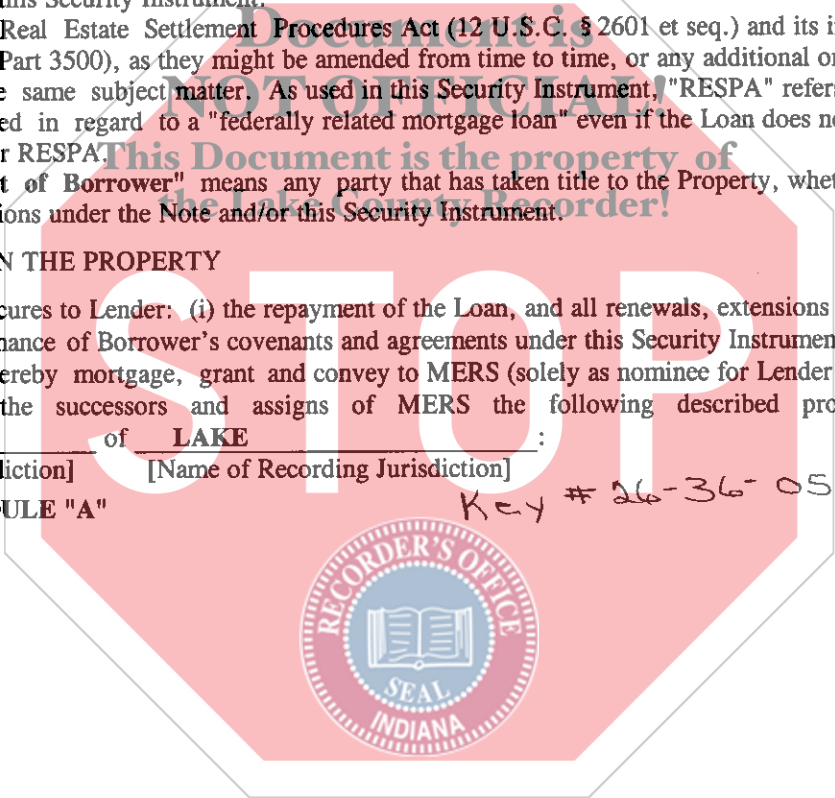 this Security Instrument.
Document is
Real Estate Settlement Procedures Act (12 U.S.C. § 2601 et seq.) and its i
Part 3500), as they might be amended from time to time, or any additional o
NOT OFFICIAL!
e same subject matter. As used in this Security Instrument, "RESPA" refer
ed in regard to a "federally related mortgage loan" even if the Loan does n
r RESPA.
This Document is the property of
t of Borrower" means any party that has taken title to the Property, whet
the Lake County Recorder!
ions under the Note and/or this Security Instrument.
N THE PROPERTY
cures to Lender: (i) the repayment of the Loan, and all renewals, extensions
nance of Borrower's covenants and agreements under this Security Instrumen
ereby mortgage, grant and convey to MERS (solely as nominee for Lender
the successors and assigns of MERS the following described pro
of LAKE :
diction] [Name of Recording Jurisdiction]
ULE "A"
Key # 26-36-05
STOP
RECORDER'S OFFICE
SEAL
INDIANA